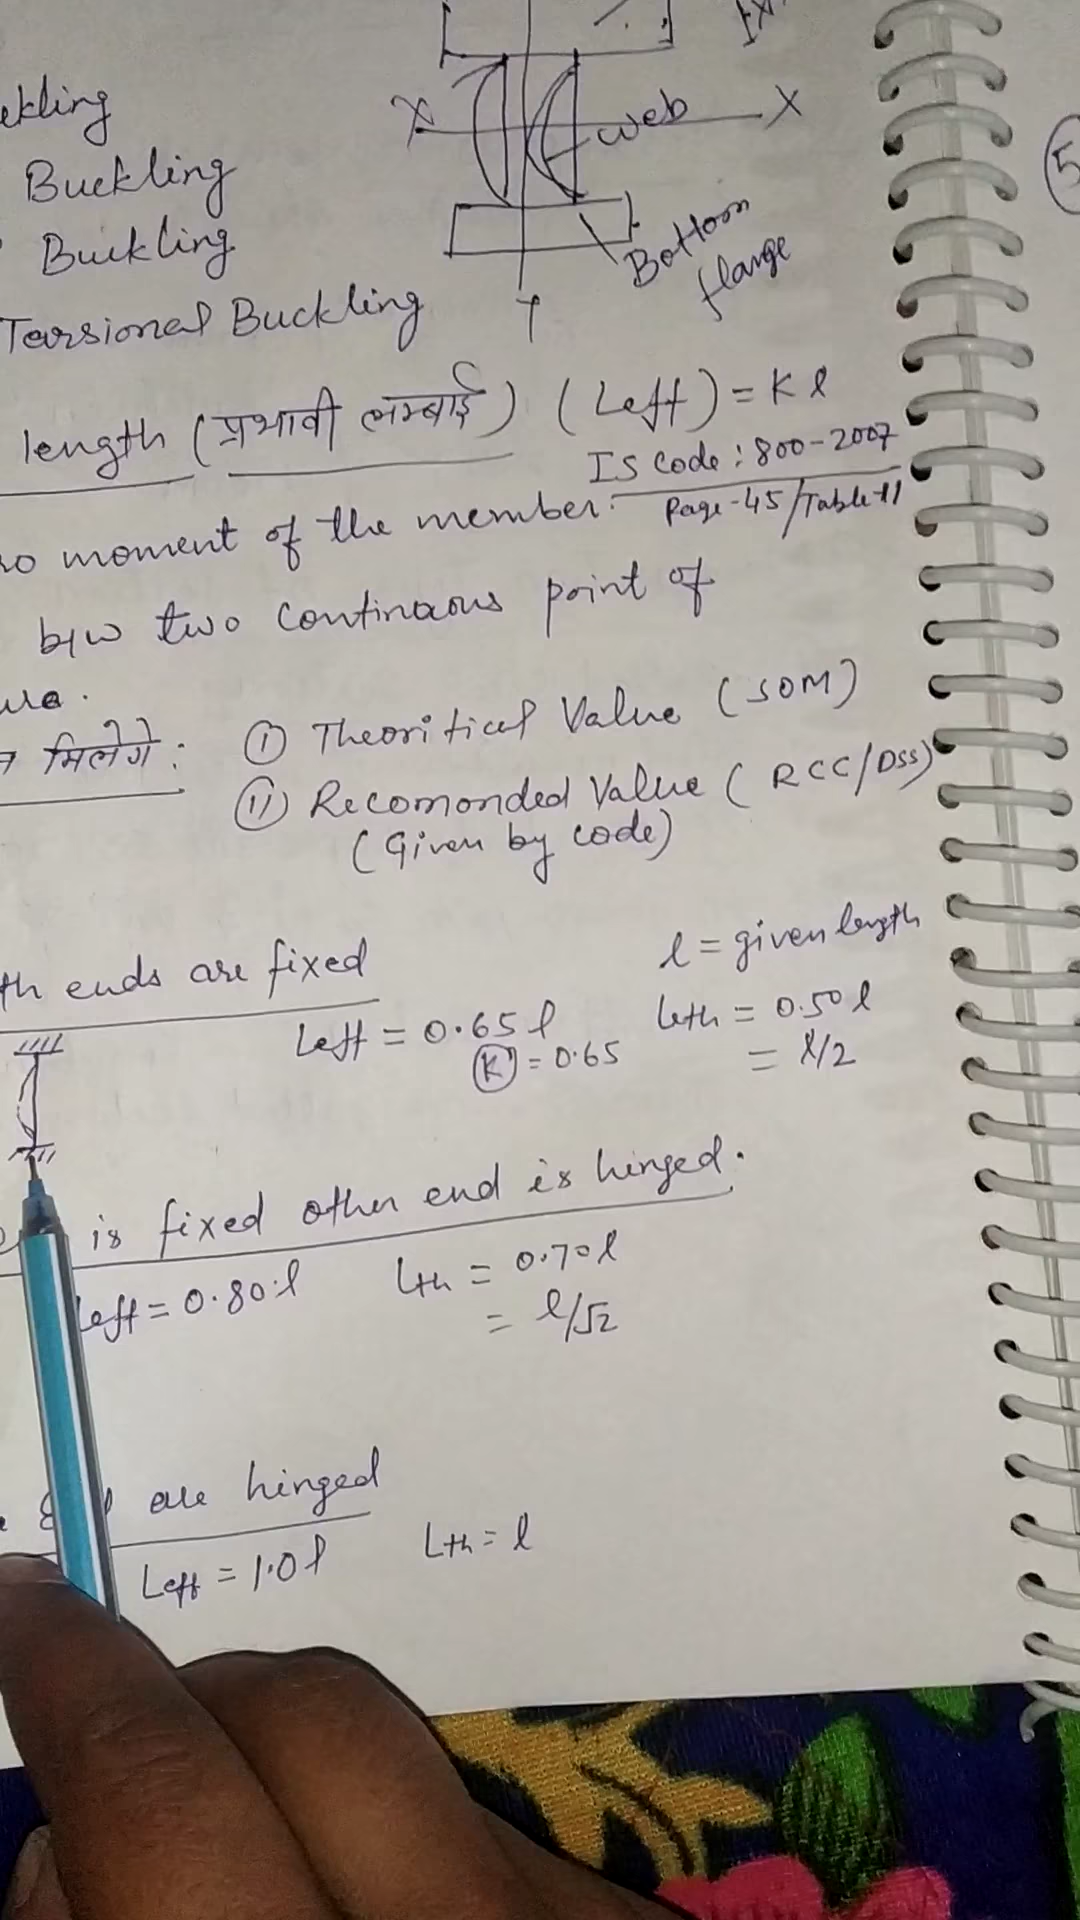 Buckling
Buckling
Torsional Buckling
X
X
web
Bottom
flange
Y
length (प्रभावी लम्बाई) (Leff) = K l
IS Code : 800-2007
Page-45/Table-11
moment of the member.
b/w two continuous point of
मिलेगे : (I) Theoritical Value (SOM)
(II) Recomonded Value (RCC/DSS)
(Given by code)
l = given length
ends are fixed
Leff = 0.65 l
Lth = 0.50 l
K = 0.65
= l/2
is fixed other end is hinged.
Leff = 0.80 l
Lth = 0.70 l
= l/√2
are hinged
Leff = 1.0 l
Lth = l
5